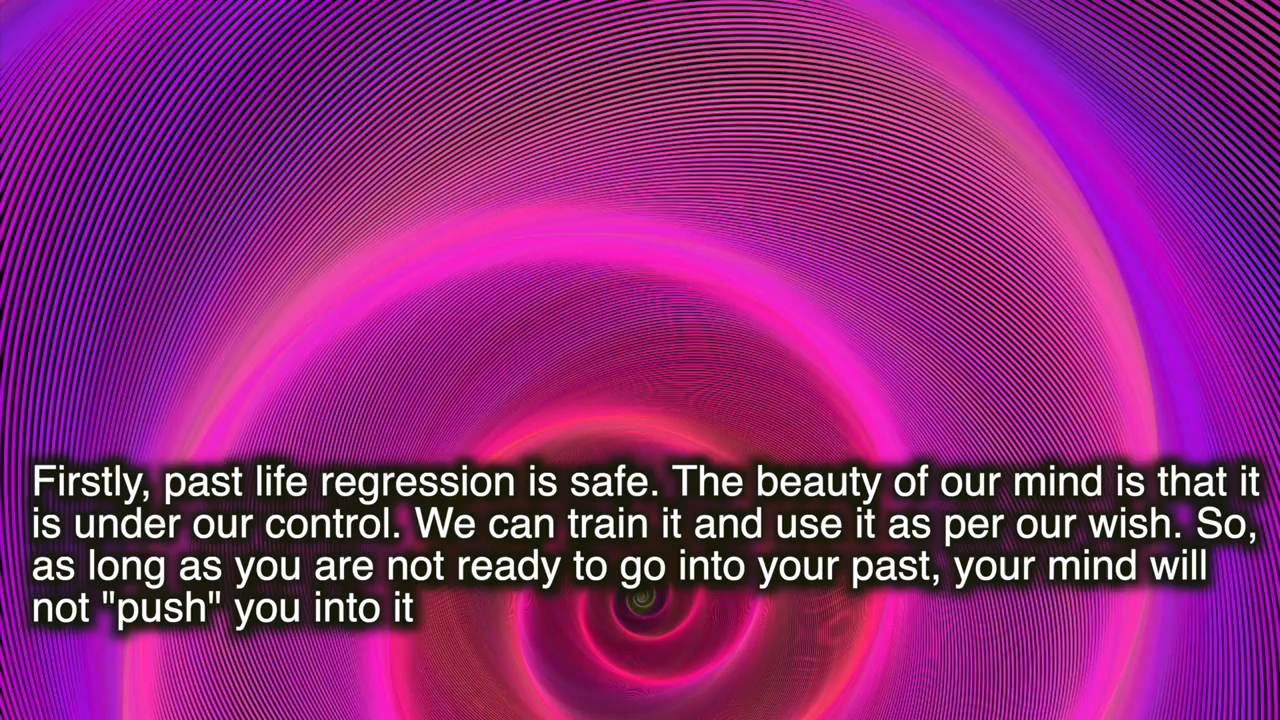 Firstly, past life regression is safe. The beauty of our mind is that it
is under our control. We can train it and use it as per our wish. So,
as long as you are not ready to go into your past, your mind will
not "push" you into it